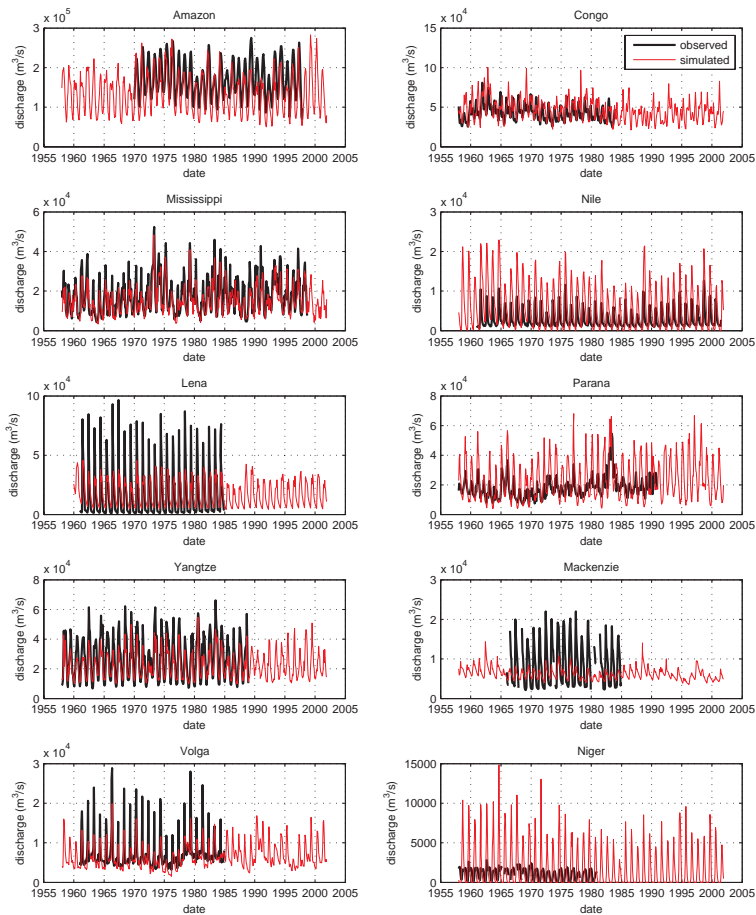 Amazon
x 10^5
3
2
1
0
discharge (m^3/s)
1955 1960 1965 1970 1975 1980 1985 1990 1995 2000 2005
date
Congo
x 10^4
15
10
5
0
discharge (m^3/s)
observed
simulated
1955 1960 1965 1970 1975 1980 1985 1990 1995 2000 2005
date
Mississippi
x 10^4
6
4
2
0
discharge (m^3/s)
1955 1960 1965 1970 1975 1980 1985 1990 1995 2000 2005
date
Nile
x 10^4
3
2
1
0
discharge (m^3/s)
1955 1960 1965 1970 1975 1980 1985 1990 1995 2000 2005
date
Lena
x 10^4
10
5
0
discharge (m^3/s)
1955 1960 1965 1970 1975 1980 1985 1990 1995 2000 2005
date
Parana
x 10^4
8
6
4
2
0
discharge (m^3/s)
1955 1960 1965 1970 1975 1980 1985 1990 1995 2000 2005
date
Yangtze
x 10^4
8
6
4
2
0
discharge (m^3/s)
1955 1960 1965 1970 1975 1980 1985 1990 1995 2000 2005
date
Mackenzie
x 10^4
3
2
1
0
discharge (m^3/s)
1955 1960 1965 1970 1975 1980 1985 1990 1995 2000 2005
date
Volga
x 10^4
3
2
1
0
discharge (m^3/s)
1955 1960 1965 1970 1975 1980 1985 1990 1995 2000 2005
date
Niger
15000
10000
5000
0
discharge (m^3/s)
1955 1960 1965 1970 1975 1980 1985 1990 1995 2000 2005
date